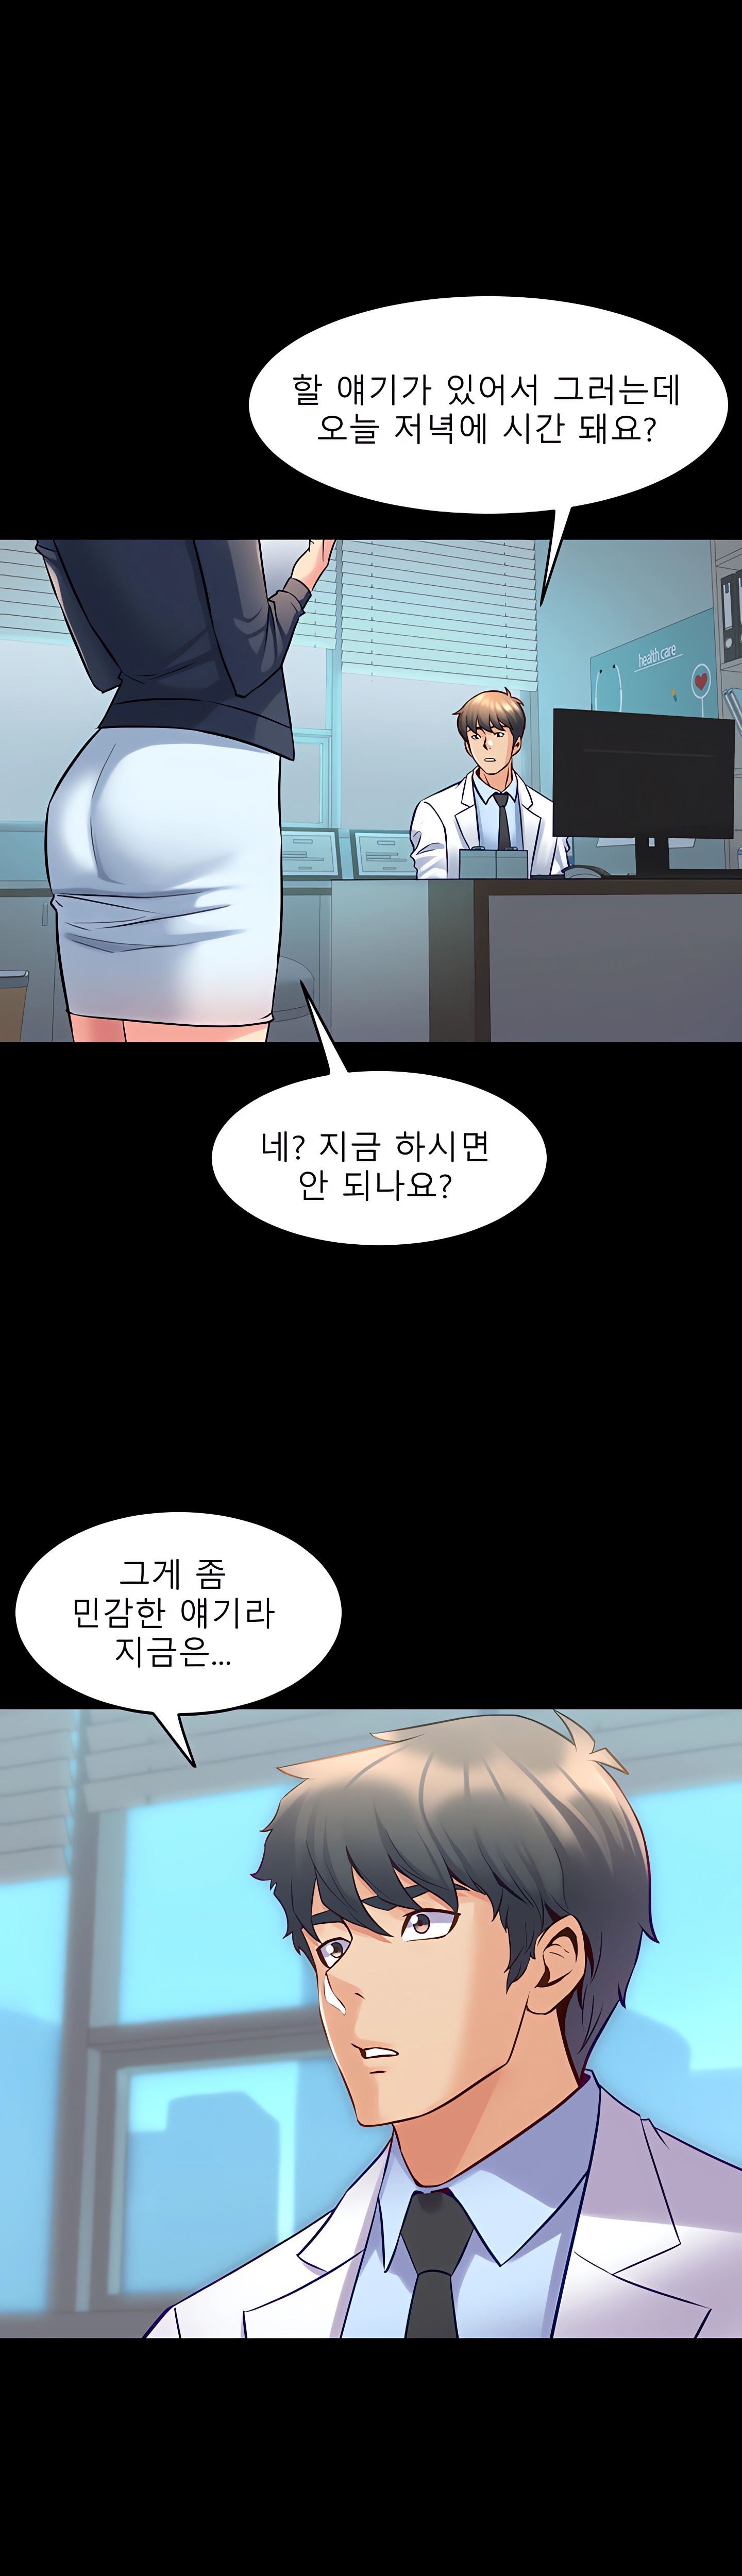 할 얘기가 있어서 그러는데
오늘 저녁에 시간 돼요?
health care
네? 지금 하시면
안 되나요?
그게 좀
민감한 얘기라
지금은...